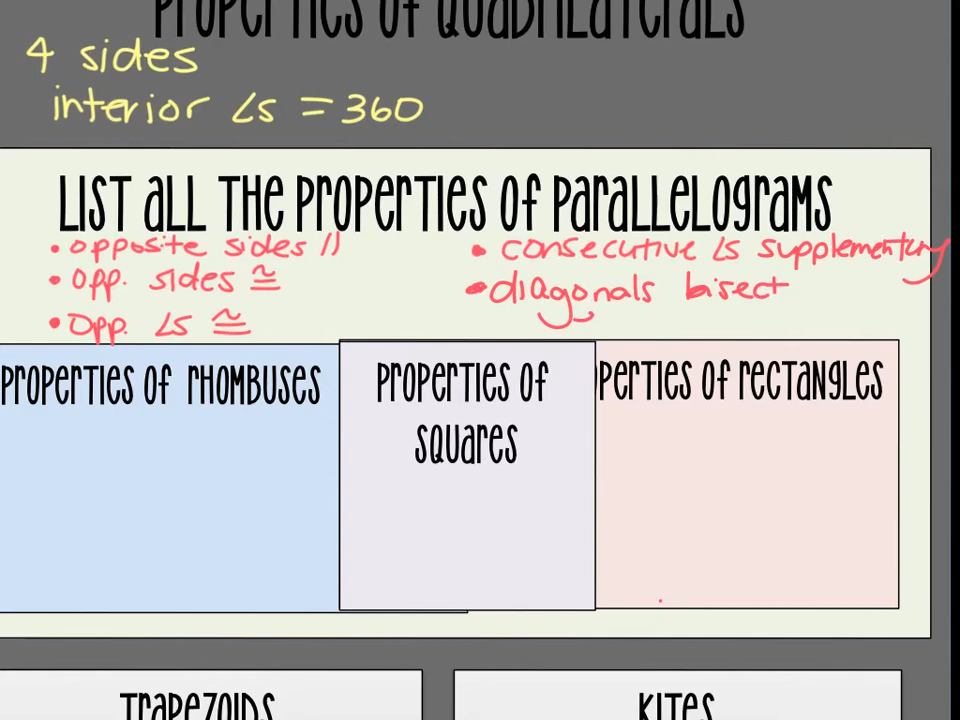 Properties of Quadrilaterals
4 sides
interior ∠s = 360
List all the properties of parallelograms
• opposite sides //
• opp. sides ≅
• opp. ∠s ≅
• consecutive ∠s supplementary
• diagonals bisect
Properties of rhombuses
Properties of
squares
operties of rectangles
Trapezoids
Kites